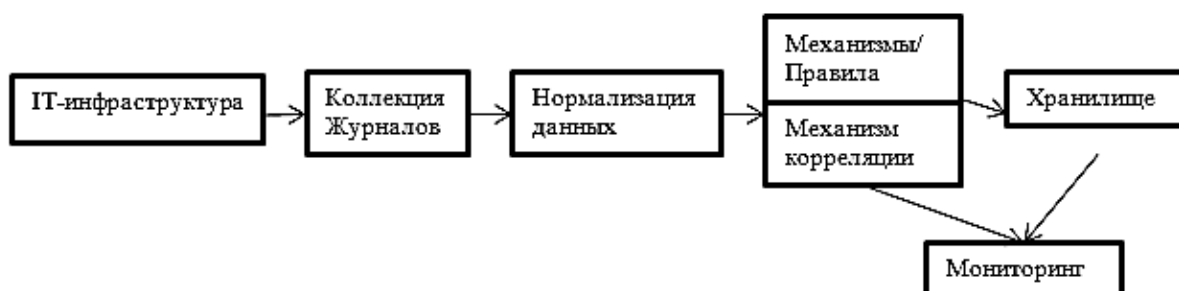 IT-инфраструктура
Коллекция
Журналов
Нормализация
данных
Механизмы/
Правила
Механизм
корреляции
Хранилище
Мониторинг